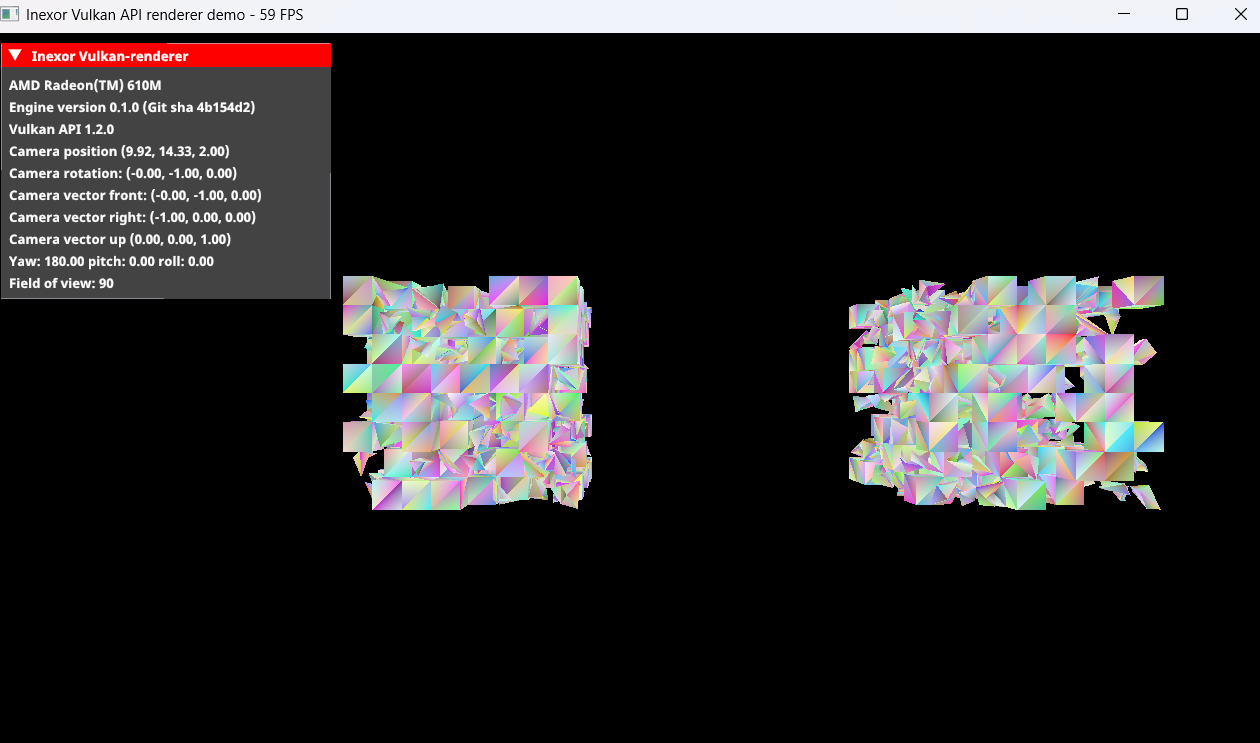 Inexor Vulkan API renderer demo - 59 FPS
Inexor Vulkan-renderer
AMD Radeon(TM) 610M
Engine version 0.1.0 (Git sha 4b154d2)
Vulkan API 1.2.0
Camera position (9.92, 14.33, 2.00)
Camera rotation: (-0.00, -1.00, 0.00)
Camera vector front: (-0.00, -1.00, 0.00)
Camera vector right: (-1.00, 0.00, 0.00)
Camera vector up (0.00, 0.00, 1.00)
Yaw: 180.00 pitch: 0.00 roll: 0.00
Field of view: 90